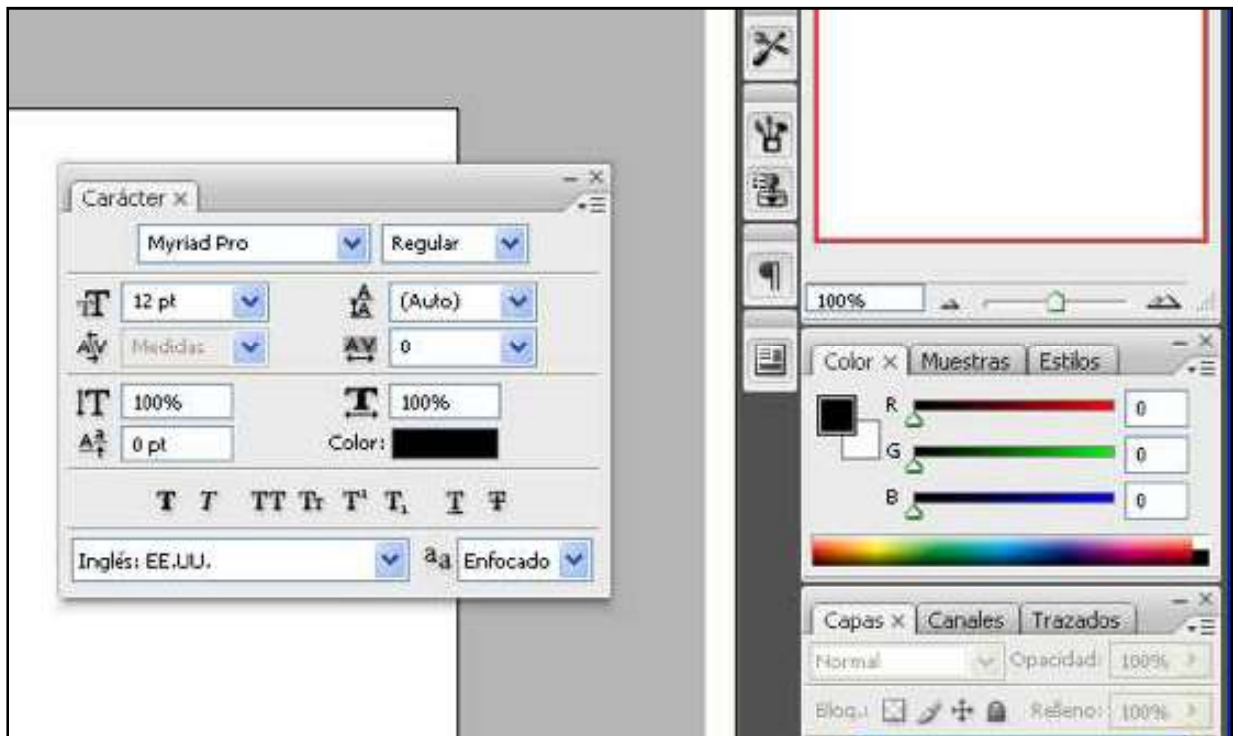 Carácter ×
Myriad Pro
Regular
12 pt
(Auto)
Medidas
0
100%
100%
0 pt
Color:
T T TT Tr T¹ T₁ T T
Inglés: EE.UU.
aa
Enfocado
100%
Color × Muestras Estilos
R 0
G 0
B 0
Capas × Canales Trazados
Normal Opacidad: 100%
Bloq.: Relleno: 100%